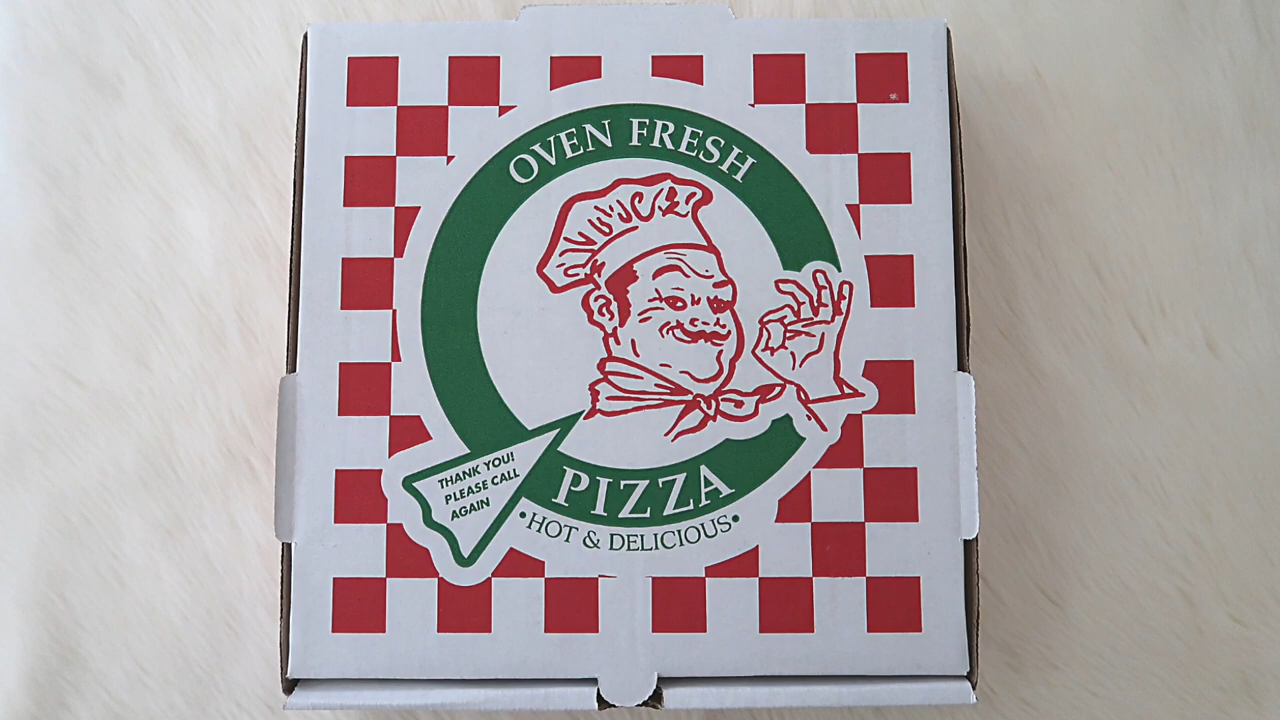 OVEN FRESH
PIZZA
•HOT & DELICIOUS•
THANK YOU!
PLEASE CALL
AGAIN